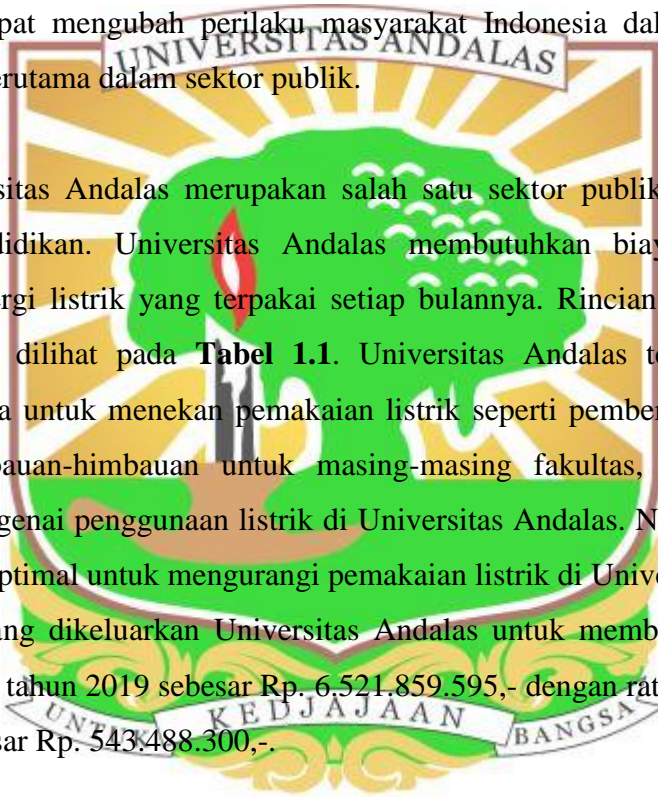 pat mengubah perilaku masyarakat Indonesia dal
UNIVERSITAS ANDALAS
erutama dalam sektor publik.
sitas Andalas merupakan salah satu sektor publik
didikan. Universitas Andalas membutuhkan biay
rgi listrik yang terpakai setiap bulannya. Rincian
dilihat pada Tabel 1.1. Universitas Andalas te
a untuk menekan pemakaian listrik seperti pember
bauan-himbauan untuk masing-masing fakultas,
genai penggunaan listrik di Universitas Andalas. N
ptimal untuk mengurangi pemakaian listrik di Unive
ang dikeluarkan Universitas Andalas untuk memb
tahun 2019 sebesar Rp. 6.521.859.595,- dengan rat
UNTUK KEDJAJAAN BANGSA
sar Rp. 543.488.300,-.